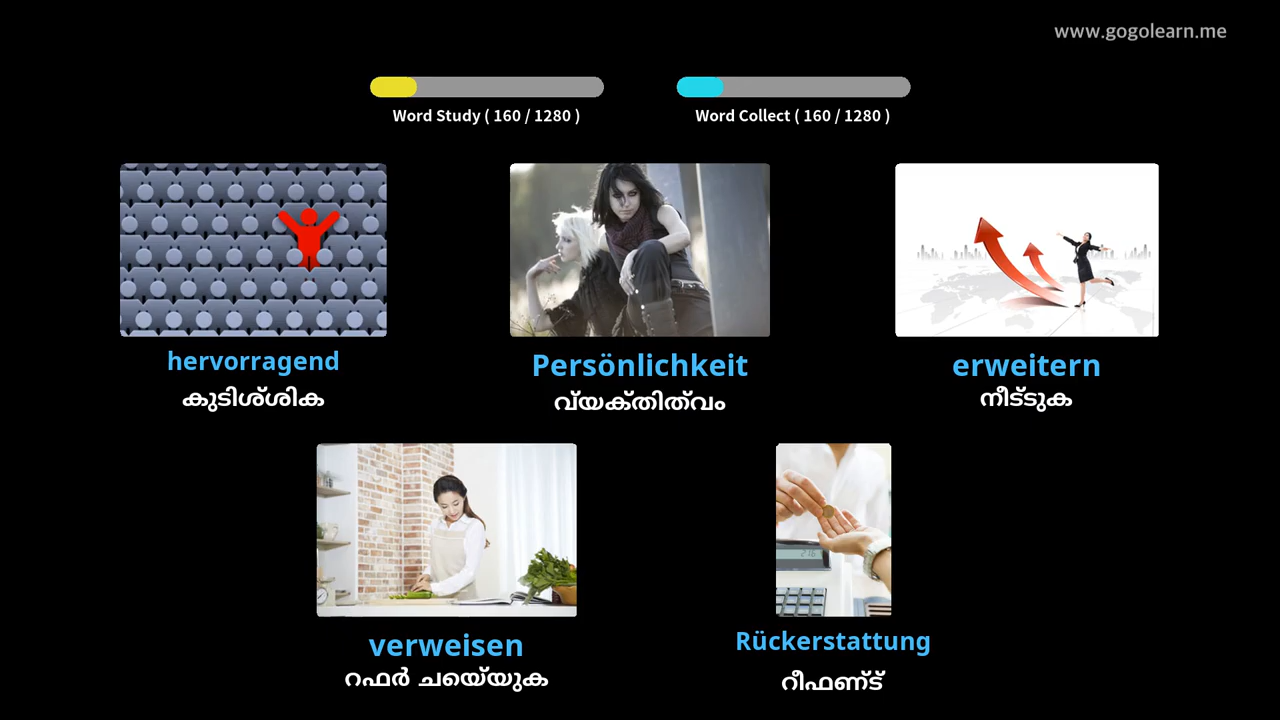 www.gogolearn.me
Word Study ( 160 / 1280 )
Word Collect ( 160 / 1280 )
hervorragend
കുടിശ്ശിക
Persönlichkeit
വ്യക്തിത്വം
erweitern
നീട്ടുക
verweisen
റഫർ ചയ്യെുക
Rückerstattung
റീഫണ്ട്